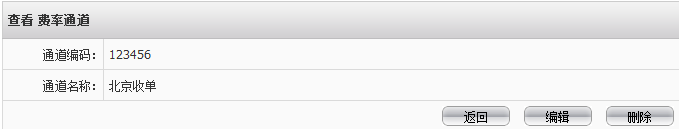 查看 费率通道
通道编码: 123456
通道名称: 北京收单
返回 编辑 删除